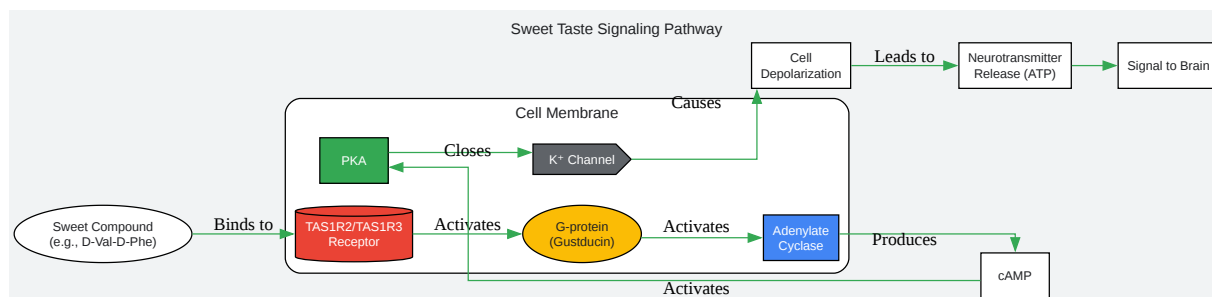 Sweet Taste Signaling Pathway
Cell
Depolarization
Leads to
Neurotransmitter
Release (ATP)
Signal to Brain
Causes
Cell Membrane
PKA
Closes
K⁺ Channel
Sweet Compound
(e.g., D-Val-D-Phe)
Binds to
TAS1R2/TAS1R3
Receptor
Activates
G-protein
(Gustducin)
Activates
Adenylate
Cyclase
Produces
cAMP
Activates